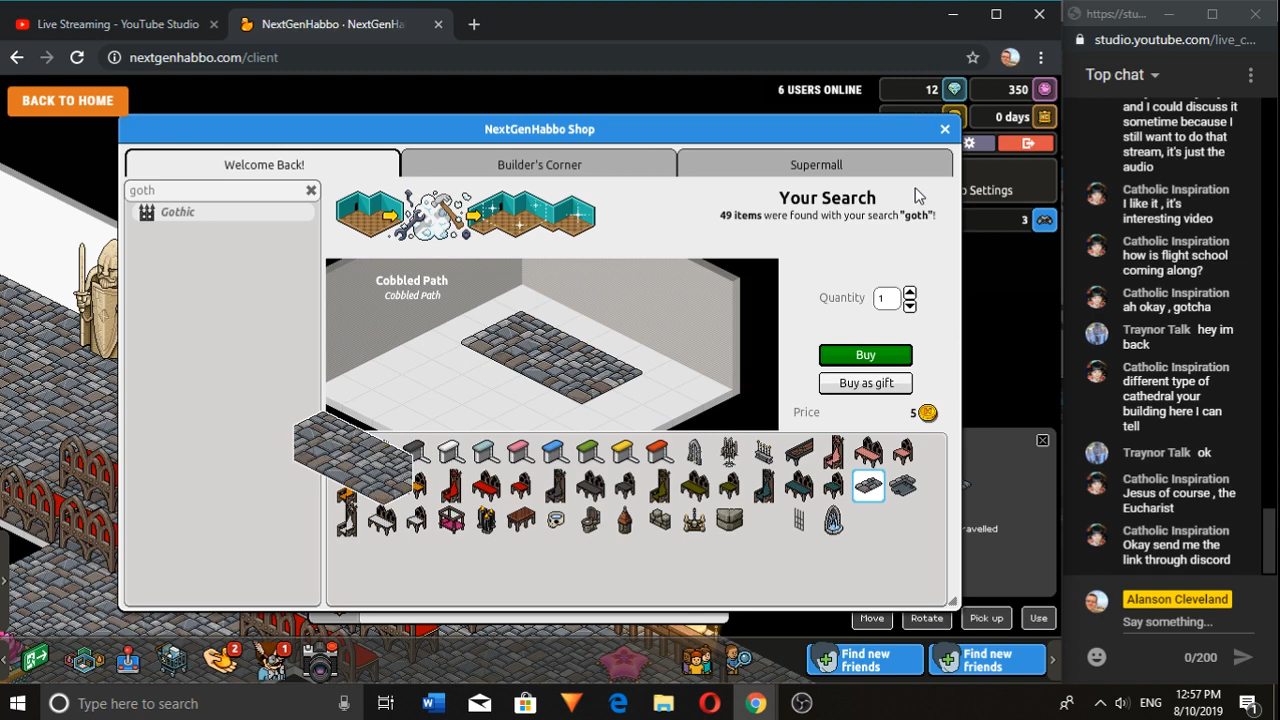 Live Streaming - YouTube Studio
NextGenHabbo · NextGenHa
https://stu...
nextgenhabbo.com/client
studio.youtube.com/live_c...
BACK TO HOME
6 USERS ONLINE
12
350
0 days
Top chat
NextGenHabbo Shop
Welcome Back!
Builder's Corner
Supermall
goth
Gothic
Your Search
49 items were found with your search "goth"!
Settings
3
Cobbled Path
Cobbled Path
Quantity
1
Buy
Buy as gift
Price
5
avelled
Move
Rotate
Pick up
Use
2
1
Find new
friends
Find new
friends
and I could discuss it
sometime because I
still want to do that
stream, it's just the
audio
Catholic Inspiration
I like it , it's
interesting video
Catholic Inspiration
how is flight school
coming along?
Catholic Inspiration
ah okay , gotcha
Traynor Talk hey im
back
Catholic Inspiration
different type of
cathedral your
building here I can
tell
Traynor Talk ok
Catholic Inspiration
Jesus of course , the
Eucharist
Catholic Inspiration
Okay send me the
link through discord
Alanson Cleveland
Say something...
0/200
Type here to search
ENG
12:57 PM
8/10/2019
1